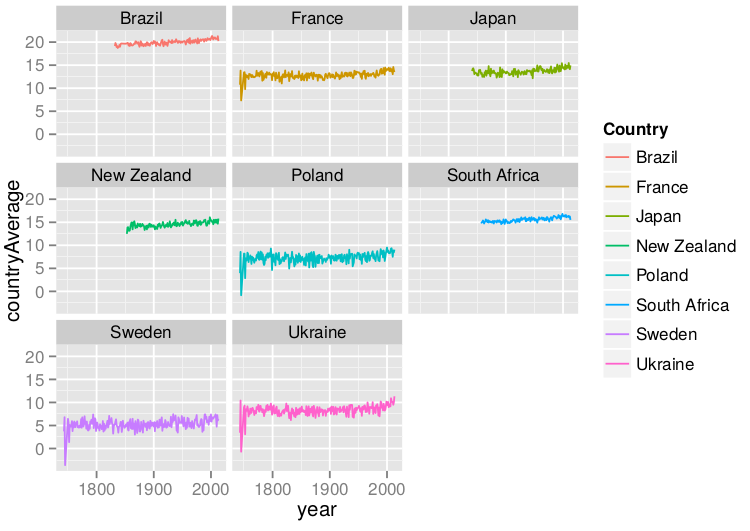 Brazil
France
Japan
20
15
10
5
0
New Zealand
Poland
South Africa
20
15
10
5
0
Sweden
Ukraine
20
15
10
5
0
1800
1900
2000
1800
1900
2000
year
countryAverage
Country
Brazil
France
Japan
New Zealand
Poland
South Africa
Sweden
Ukraine